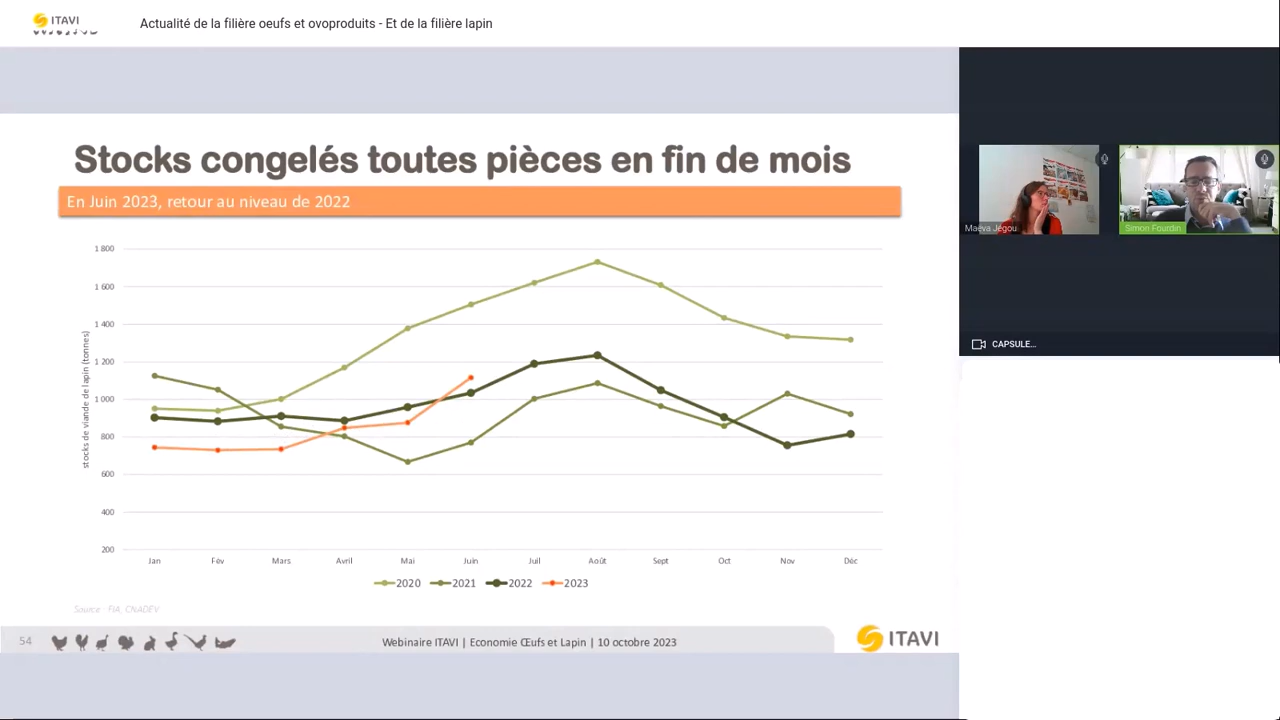 ITAVI
Actualité de la filière oeufs et ovoproduits - Et de la filière lapin
Stocks congelés toutes pièces en fin de mois
En Juin 2023, retour au niveau de 2022
stocks de viande de lapin (tonnes)
1 800
1 600
1 400
1 200
1 000
800
600
400
200
Jan Fév Mars Avril Mai Juin Juil Août Sept Oct Nov Déc
2020 2021 2022 2023
Source : FIA, CNADEV
54
Webinaire ITAVI | Economie Œufs et Lapin | 10 octobre 2023
ITAVI
Maëva Jégou
Simon Fourdin
CAPSULE...